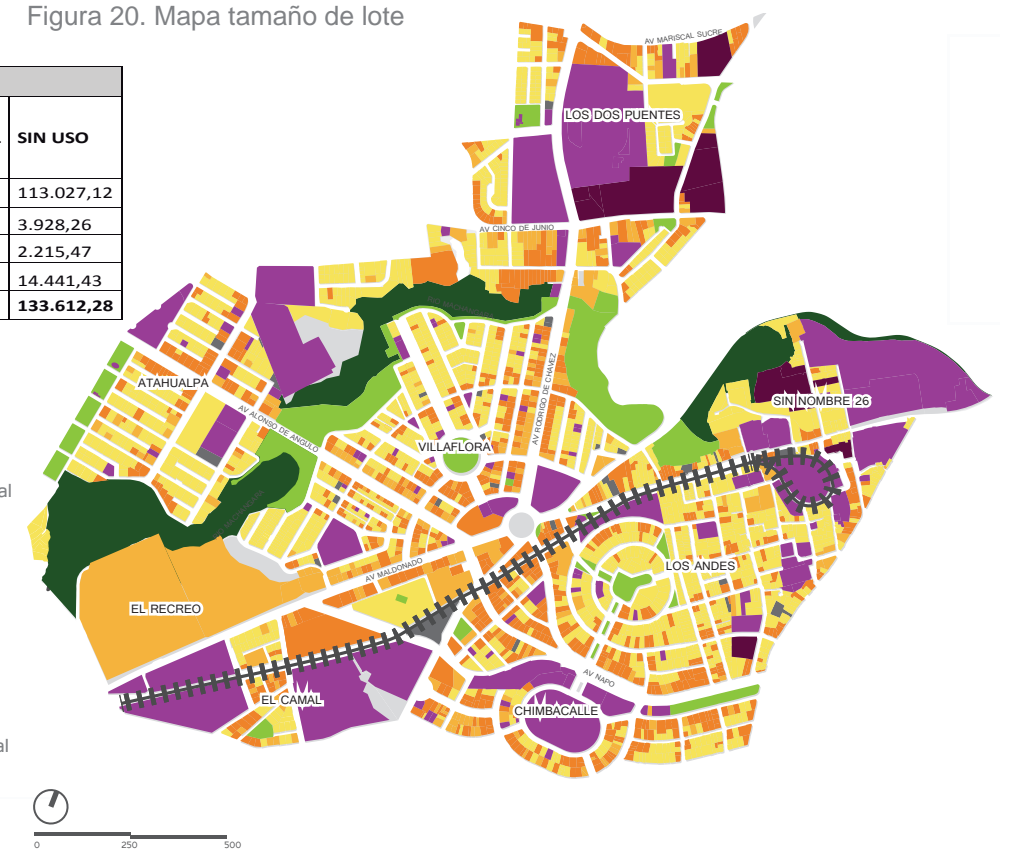 Figura 20. Mapa tamaño de lote
SIN USO
113.027,12
3.928,26
2.215,47
14.441,43
133.612,28
AV MARISCAL SUCRE
LOS DOS PUENTES
AV CINCO DE JUNIO
ATAHUALPA
AV ALONSO DE ANGULO
VILLAFLORA
AV RODRIGO DE CHAVEZ
SIN NOMBRE 26
al
LOS ANDES
AV MALDONADO
EL RECREO
EL CAMAL
AV NAPO
CHIMBACALLE
al
0 250 500